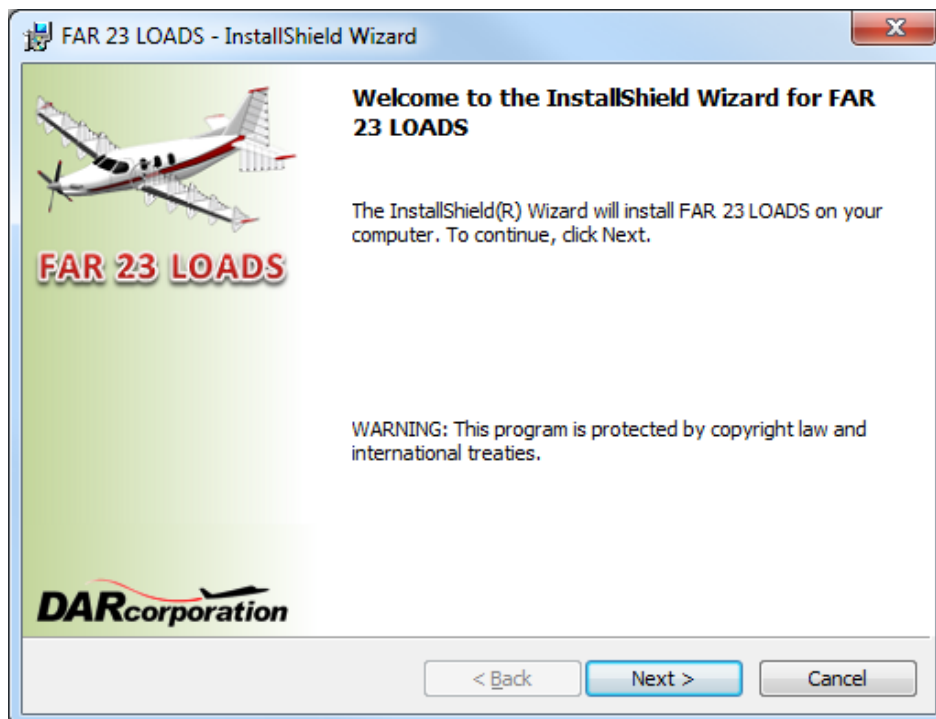 FAR 23 LOADS - InstallShield Wizard
X
Welcome to the InstallShield Wizard for FAR
23 LOADS
The InstallShield(R) Wizard will install FAR 23 LOADS on your
computer. To continue, click Next.
FAR 23 LOADS
WARNING: This program is protected by copyright law and
international treaties.
DARcorporation
< Back
Next >
Cancel